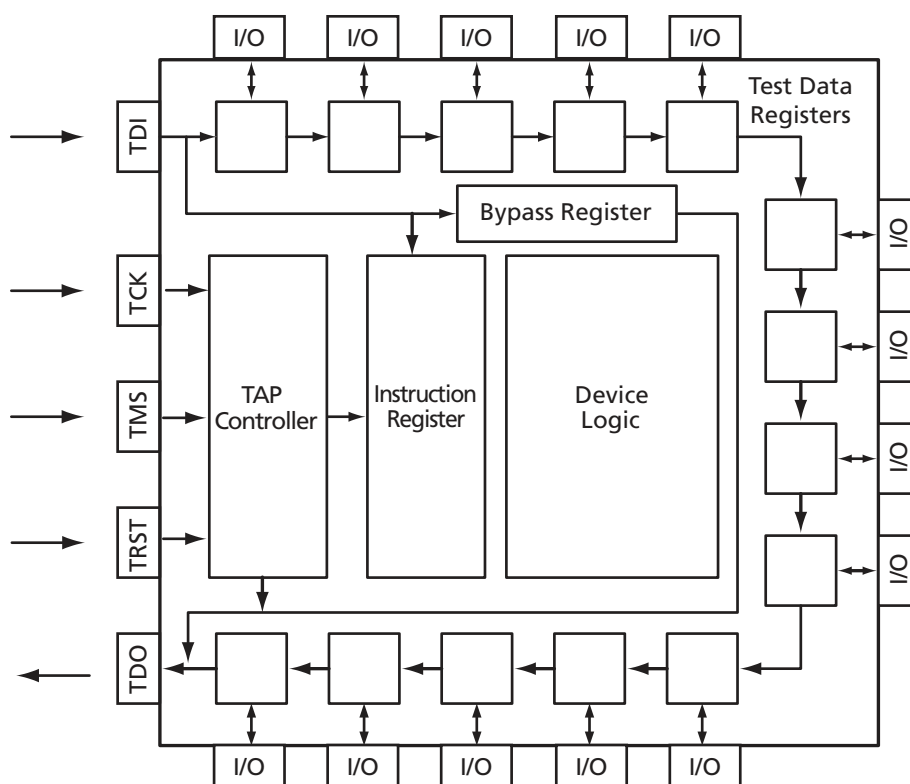 I/O I/O I/O I/O I/O
Test Data
Registers
TDI
Bypass Register
I/O
TCK
I/O
TAP
Controller
Instruction
Register
Device
Logic
TMS
I/O
TRST
I/O
TDO
I/O I/O I/O I/O I/O